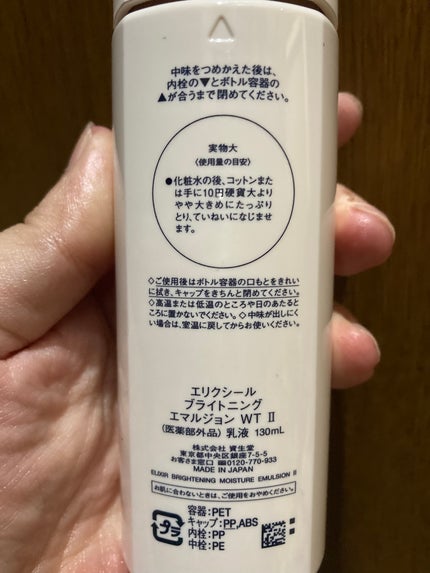 中味をつめかえた後は、
内栓の▼とボトル容器の
▲が合うまで閉めてください。
実物大
〈使用量の目安〉
●化粧水の後、コットンまた
は手に10円硬貨大より
やや大きめにたっぷり
とり、ていねいになじませ
ます。
◇ご使用後はボトル容器の口もとをきれい
に拭き、キャップをきちんと閉めてください。
◇高温または低温のところや日のあたると
ころに置かないでください。◇中味が出しにく
い場合は、室温に戻してからお使いください。
エリクシール
ブライトニング
エマルジョン WT Ⅱ
(医薬部外品) 乳液 130mL
株式会社 資生堂
東京都中央区銀座7-5-5
お客さま窓口 0120-770-933
MADE IN JAPAN
ELIXIR BRIGHTENING MOISTURE EMULSION Ⅱ
お肌に合わないときは、ご使用をおやめください。
プラ
容器:PET
キャップ:PP,ABS
内栓:PP
中栓:PE